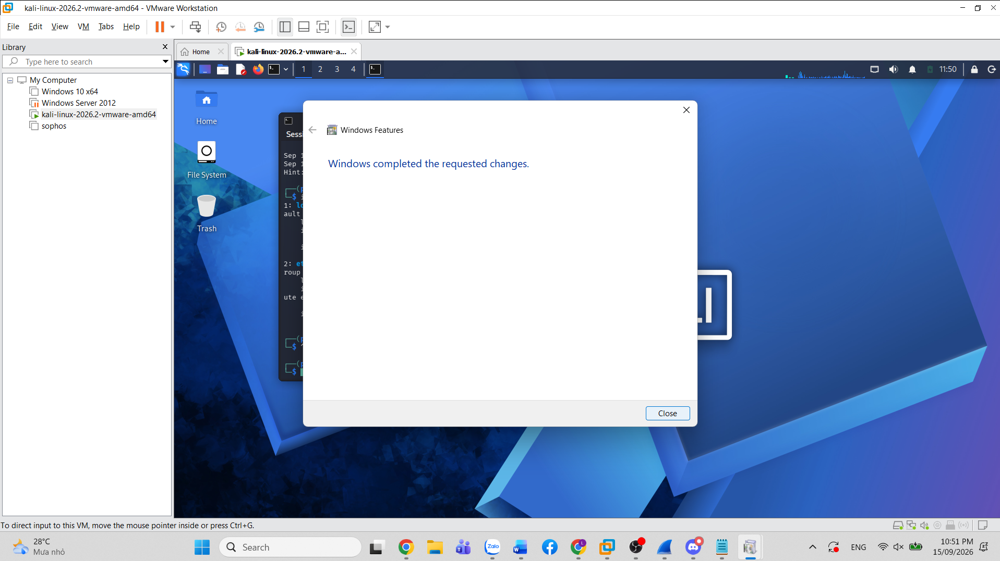 kali-linux-2026.2-vmware-amd64 - VMware Workstation
File Edit View VM Tabs Help
Library
Type here to search
My Computer
Windows 10 x64
Windows Server 2012
kali-linux-2026.2-vmware-amd64
sophos
Home
kali-linux-2026.2-vmware-a...
1 2 3 4
11:50
Home
File System
Trash
Sessi
Sep 1
Sep 1
Hint:
$ i
1: lo
ault
2: et
roup
ute e
$ ^
$
Windows Features
Windows completed the requested changes.
Close
To direct input to this VM, move the mouse pointer inside or press Ctrl+G.
28°C
Mưa nhỏ
Search
Zalo
ENG
10:51 PM
15/09/2026